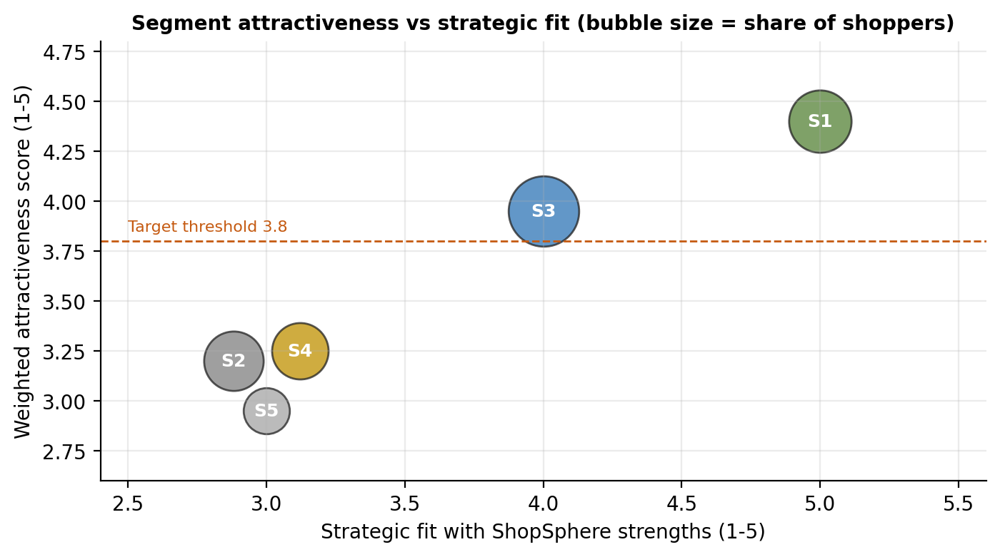 Segment attractiveness vs strategic fit (bubble size = share of shoppers)
Weighted attractiveness score (1-5)
4.75
4.50
4.25
4.00
3.75
3.50
3.25
3.00
2.75
S1
S3
Target threshold 3.8
S4
S2
S5
2.5 3.0 3.5 4.0 4.5 5.0 5.5
Strategic fit with ShopSphere strengths (1-5)